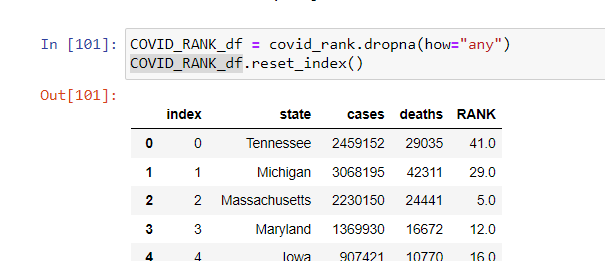 In [101]: COVID_RANK_df = covid_rank.dropna(how="any")
COVID_RANK_df.reset_index()
Out[101]:
index state cases deaths RANK
0 0 Tennessee 2459152 29035 41.0
1 1 Michigan 3068195 42311 29.0
2 2 Massachusetts 2230150 24441 5.0
3 3 Maryland 1369930 16672 12.0
4 4 Iowa 907421 10770 16.0